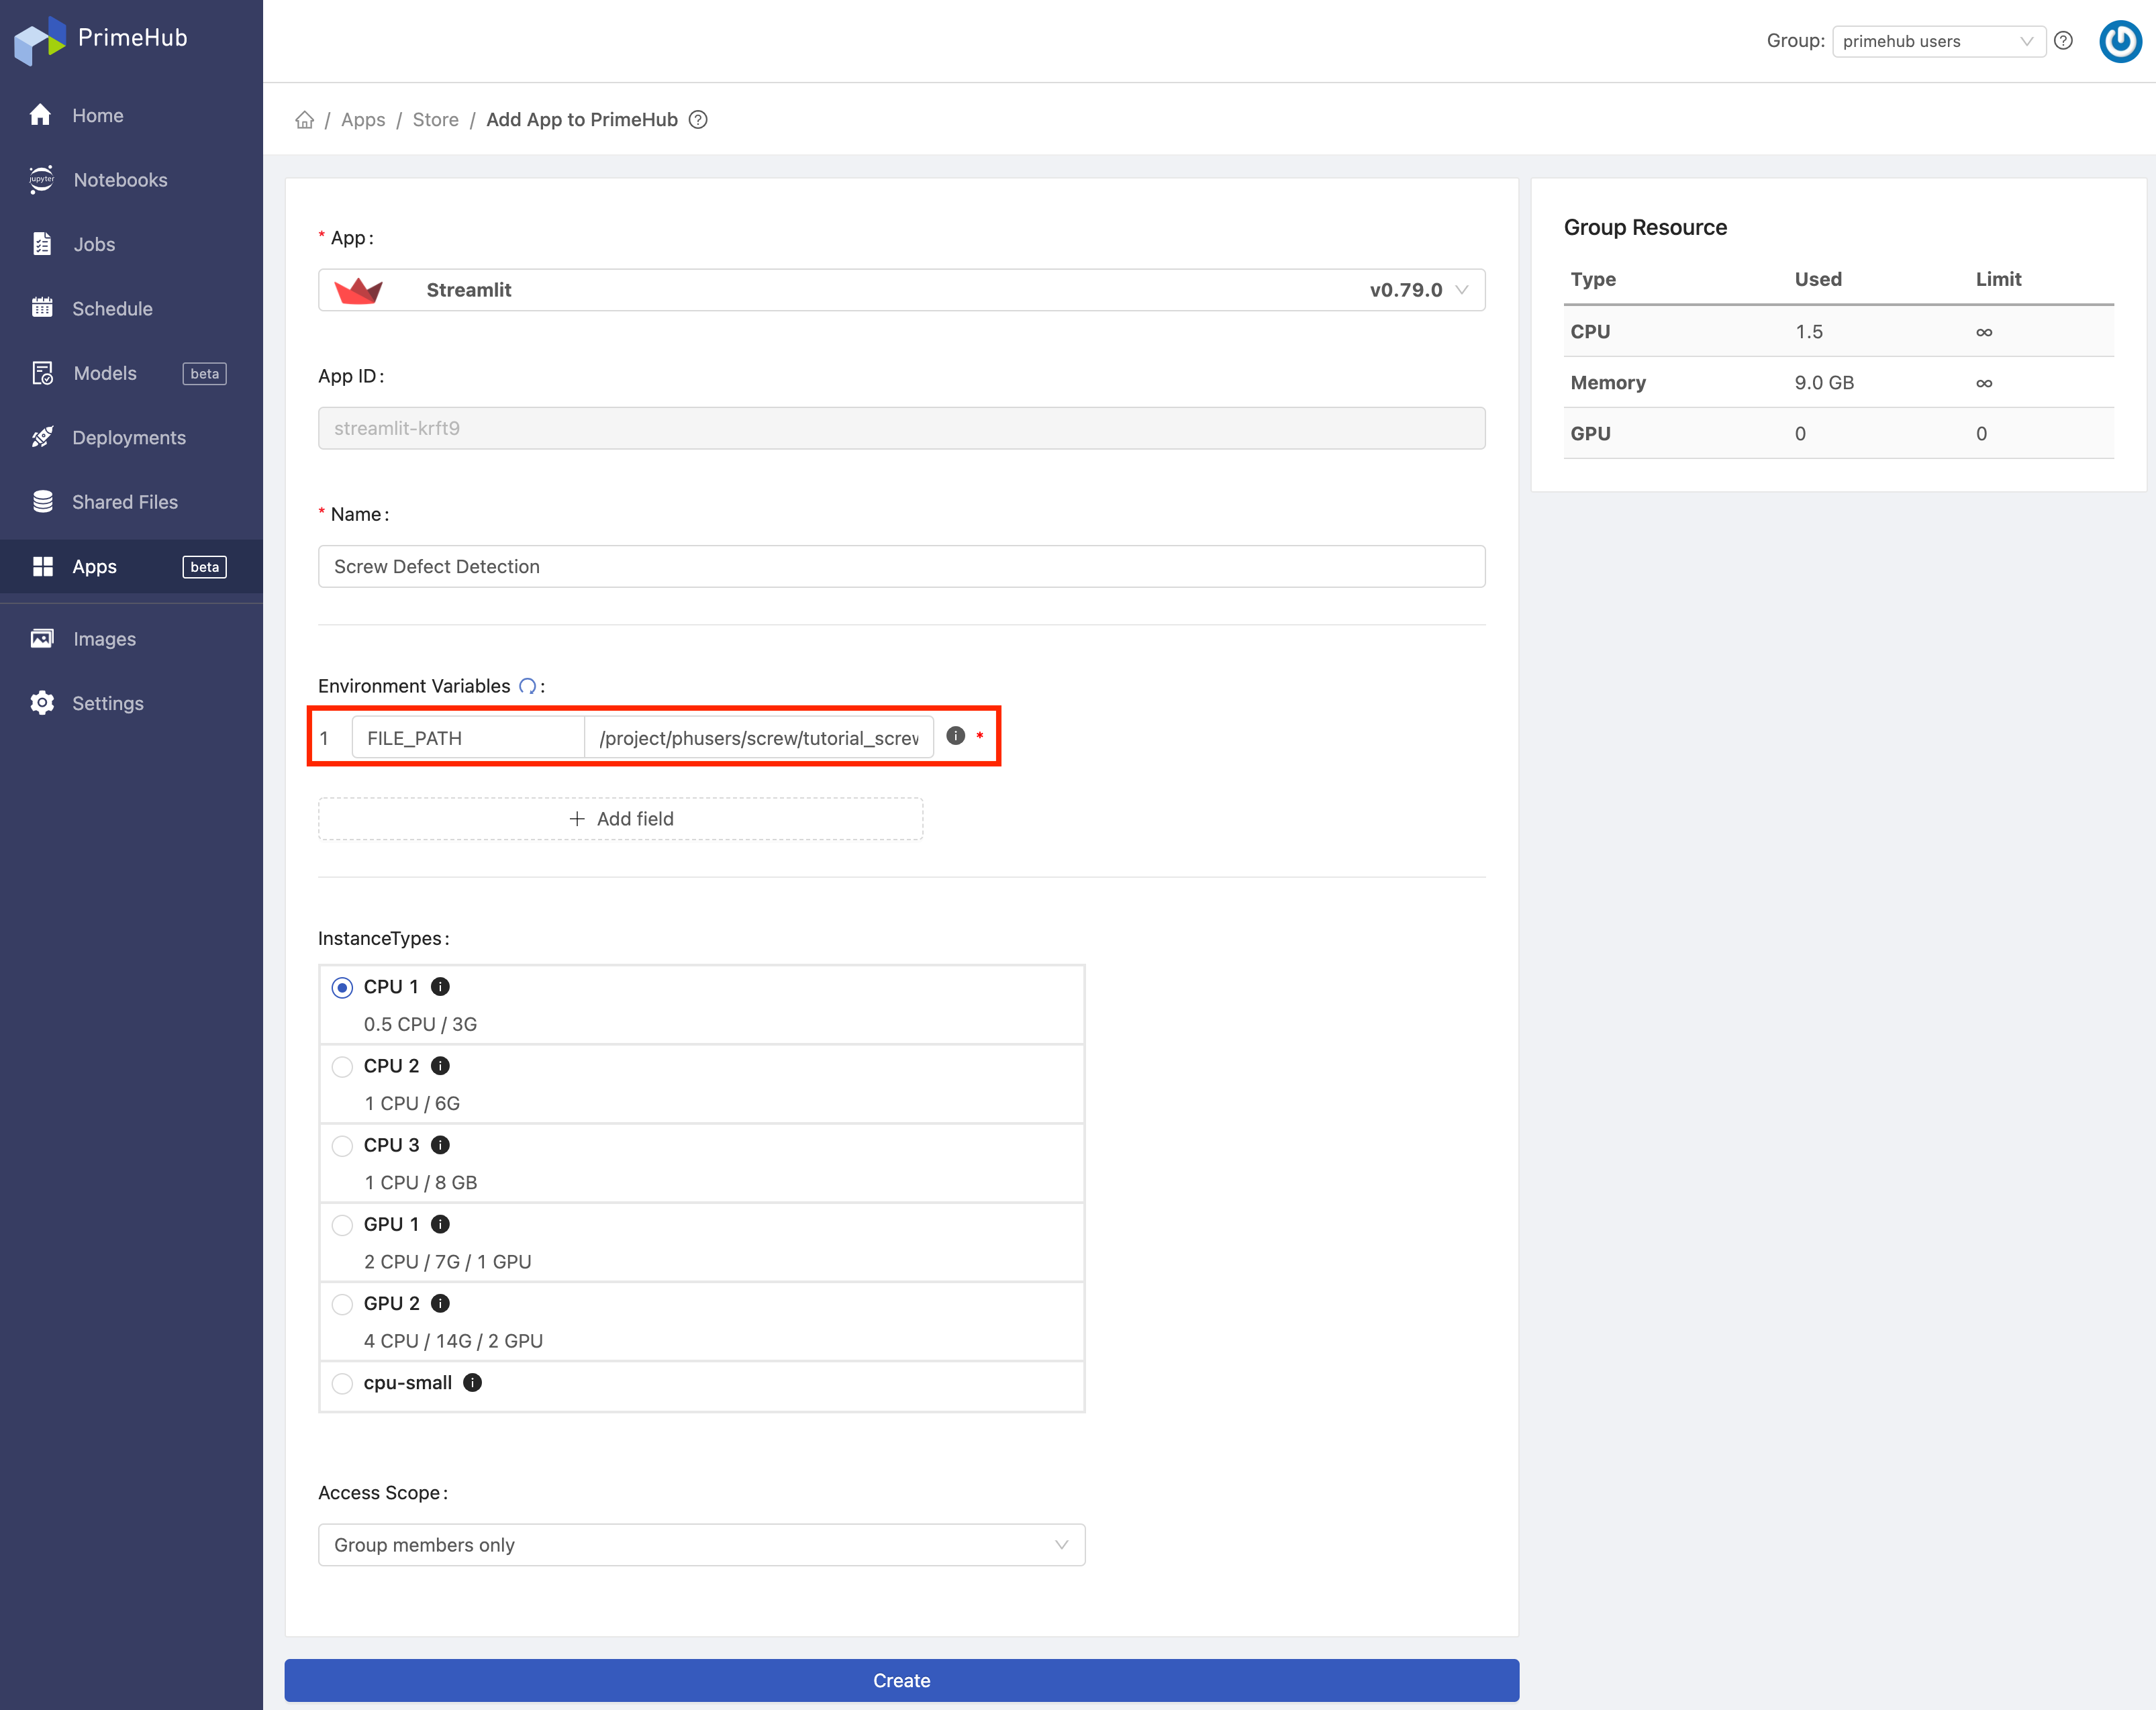 PrimeHub
Group: primehub users
Home
Notebooks
Jobs
Schedule
Models beta
Deployments
Shared Files
Apps beta
Images
Settings
/ Apps / Store / Add App to PrimeHub
* App:
Streamlit v0.79.0
App ID:
streamlit-krft9
* Name:
Screw Defect Detection
Environment Variables :
1 FILE_PATH /project/phusers/screw/tutorial_screw *
+ Add field
InstanceTypes:
CPU 1
0.5 CPU / 3G
CPU 2
1 CPU / 6G
CPU 3
1 CPU / 8 GB
GPU 1
2 CPU / 7G / 1 GPU
GPU 2
4 CPU / 14G / 2 GPU
cpu-small
Access Scope:
Group members only
Create
Group Resource
Type Used Limit
CPU 1.5 ∞
Memory 9.0 GB ∞
GPU 0 0